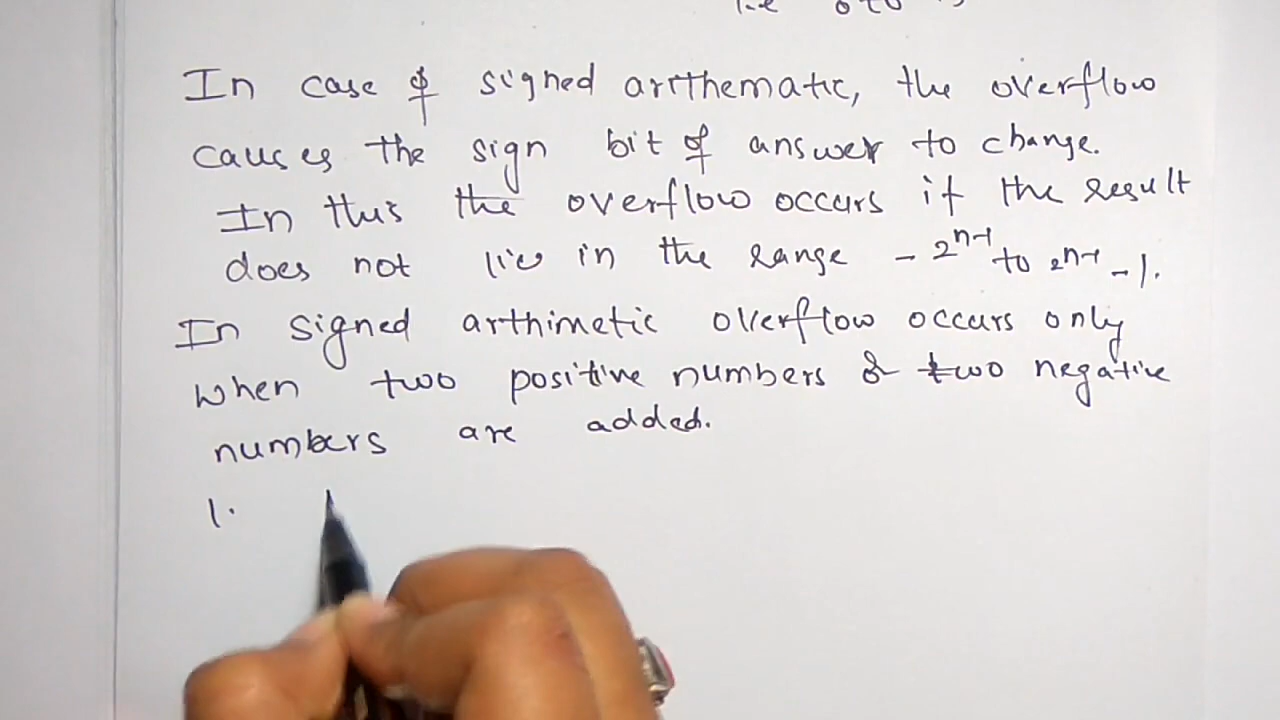 In case of signed aritthematic, the overflow
causes the sign bit of answer to change.
In this the overflow occurs if the result
does not lie in the range - 2^n-1 to 2^n-1 - 1.
In signed arthimetic overflow occurs only
when two positive numbers & two negative
numbers are added.
1.